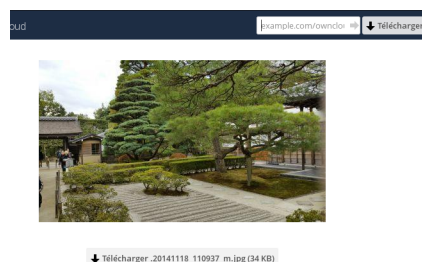 oud
example.com/ownclo
Télécharger
Télécharger .20141118_110937_m.jpg (34 KB)